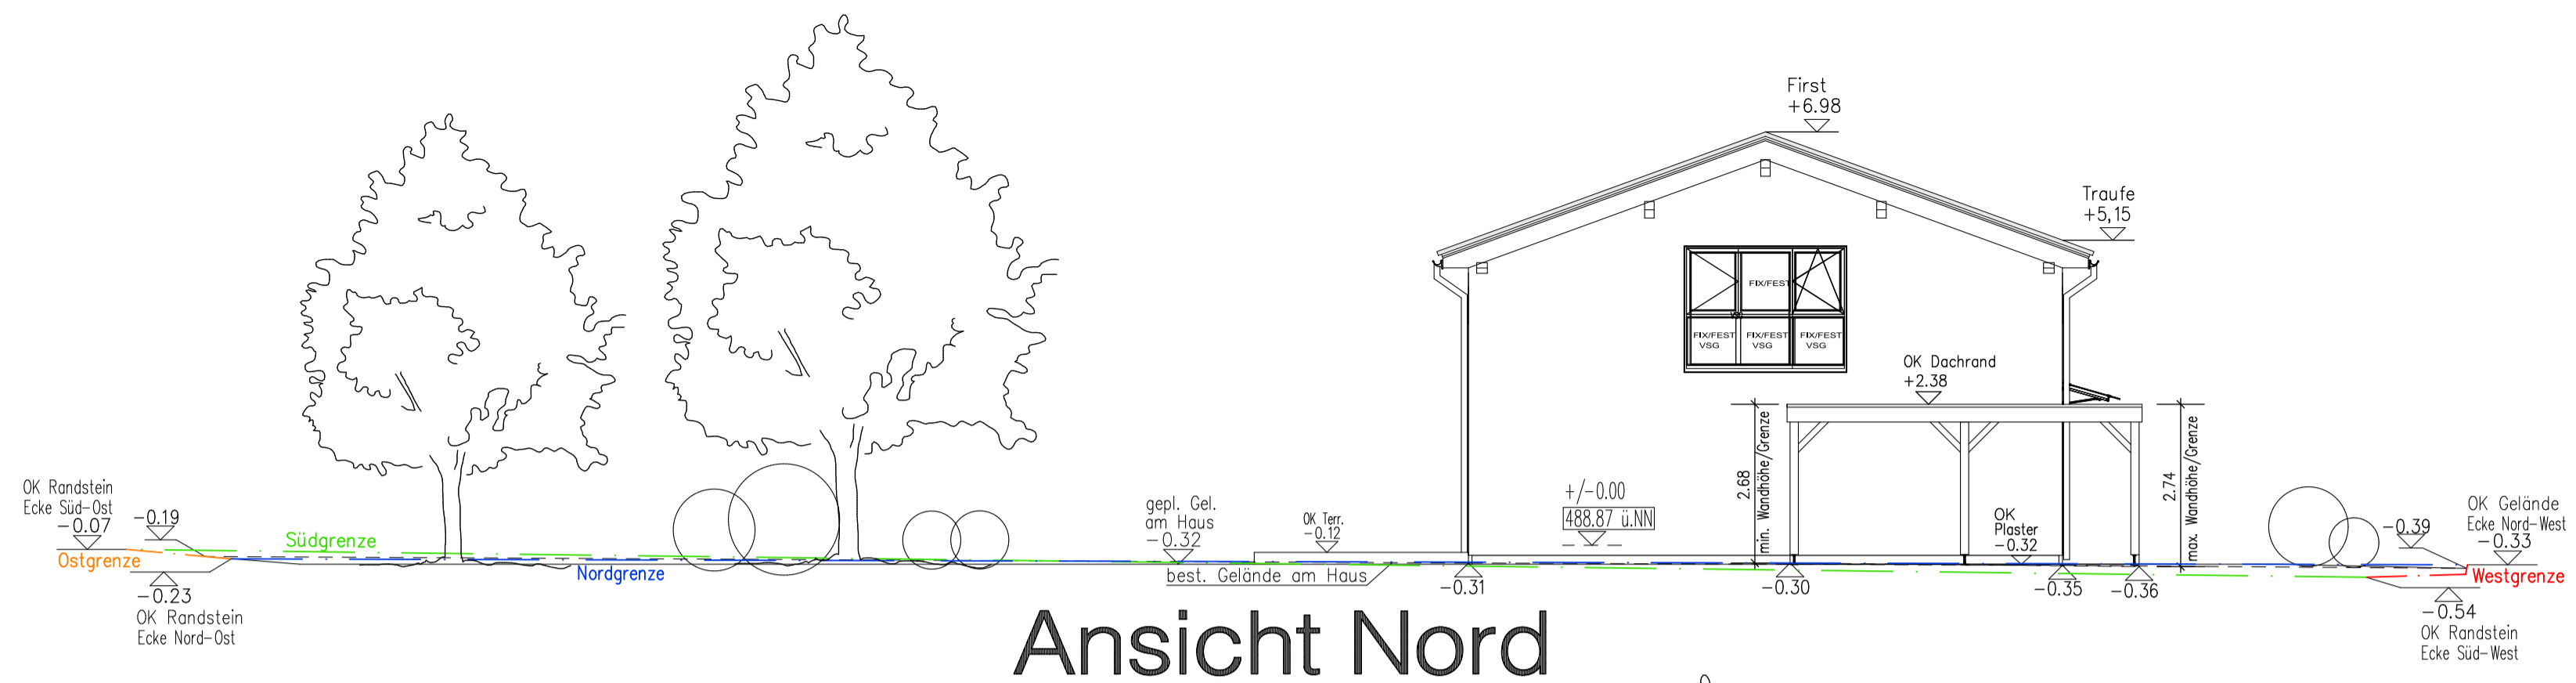 First
+6.98
Traufe
+5,15
FIX/FEST
FIX/FEST
VSG
FIX/FEST
VSG
FIX/FEST
VSG
OK Dachrand
+2.38
2.68
min. Wandhöhe/Grenze
2.74
max. Wandhöhe/Grenze
OK Randstein
Ecke Süd-Ost
-0.07
-0.19
Ostgrenze
Südgrenze
Nordgrenze
-0.23
OK Randstein
Ecke Nord-Ost
gepl. Gel.
am Haus
-0.32
best. Gelände am Haus
OK Terr.
-0.12
+/-0.00
488.87 ü.NN
OK
Plaster
-0.32
-0.31
-0.30
-0.35
-0.36
-0.39
OK Gelände
Ecke Nord-West
-0.33
Westgrenze
-0.54
OK Randstein
Ecke Süd-West
Ansicht Nord